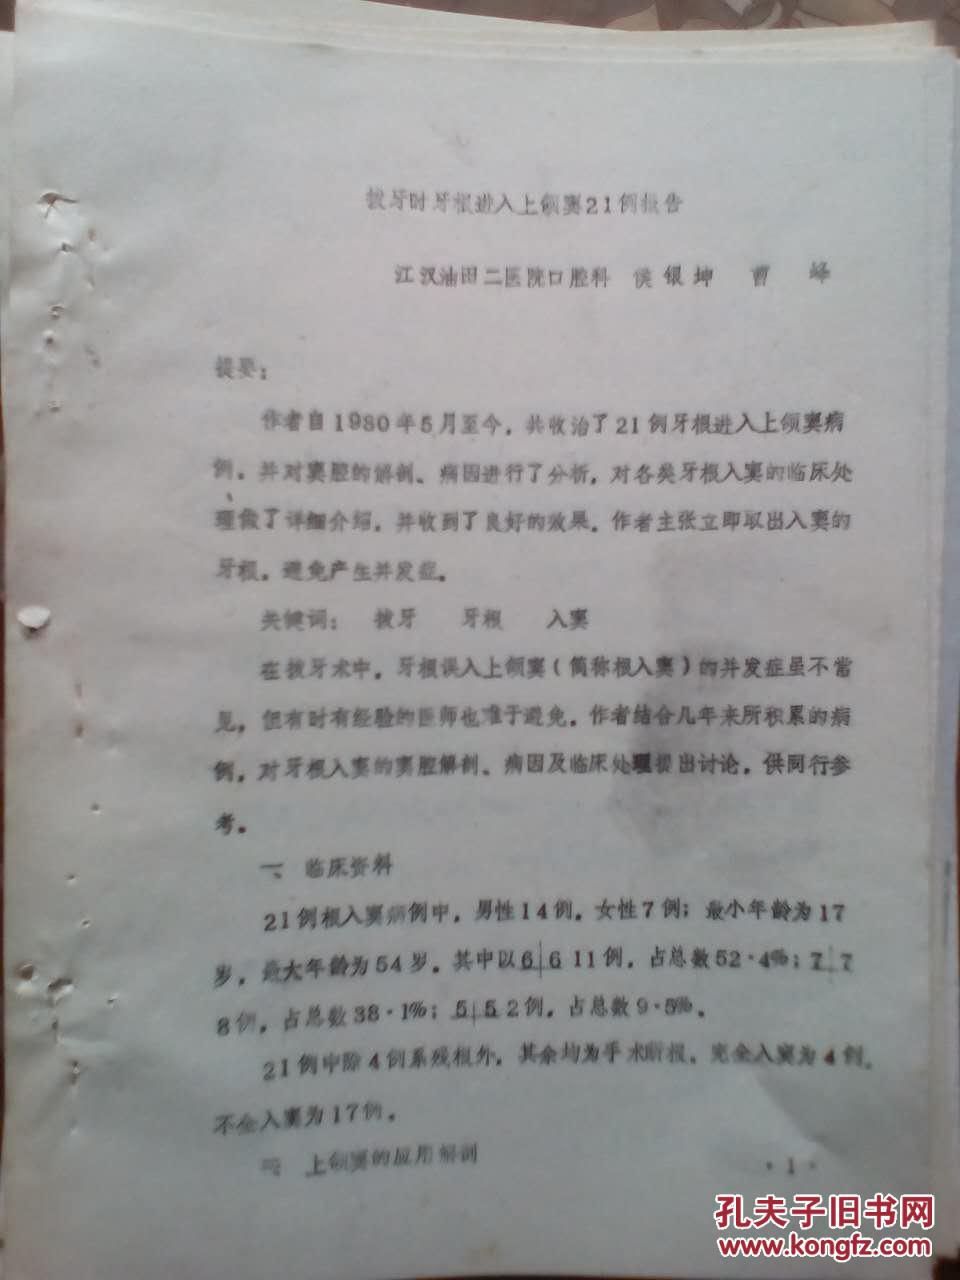 拔牙时牙根进入上颌窦21例报告
江汉油田二医院口腔科 侯银坤 曹 峰
提要：
作者自1980年5月至今，共收治了21例牙根进入上颌窦病
例，并对窦腔的解剖、病因进行了分析，对各类牙根入窦的临床处
理做了详细介绍，并收到了良好的效果，作者主张立即取出入窦的
牙根，避免产生并发症。
关键词： 拔牙 牙根 入窦
在拔牙术中，牙根误入上颌窦（简称根入窦）的并发症虽不常
见，但有时有经验的医师也难于避免，作者结合几年来所积累的病
例，对牙根入窦的窦腔解剖、病因及临床处理提出讨论，供同行参
考。
一、临床资料
21例根入窦病例中，男性14例，女性7例；最小年龄为17
岁，最大年龄为54岁。其中以6|6 11例，占总数52·4%；7|7
8例，占总数38·1%；5|5 2例，占总数9·5%。
21例中除4例系残根外，其余均为手术断根，完全入窦为4例，
不全入窦为17例。
二、上颌窦的应用解剖
·1·
孔夫子旧书网
www.kongfz.com